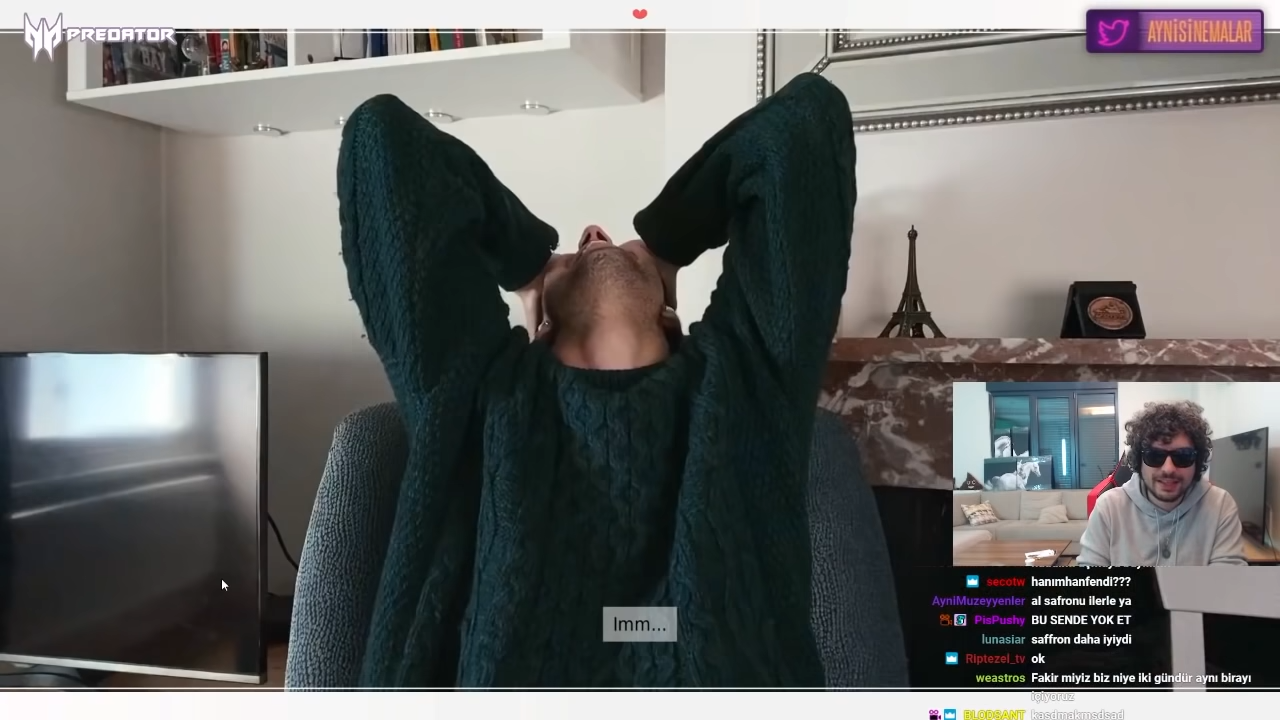 PREDATOR
AYNiSiNEMALAR
Imm...
secotw hanımhanfendi???
AyniMuzeyyenler al safronu ilerle ya
PisPushy BU SENDE YOK ET
lunasiar saffron daha iyiydi
Riptezel_tv ok
weastros Fakir miyiz biz niye iki gündür aynı birayı
içiyoruz
BLODSANT kasdmakmsdsad